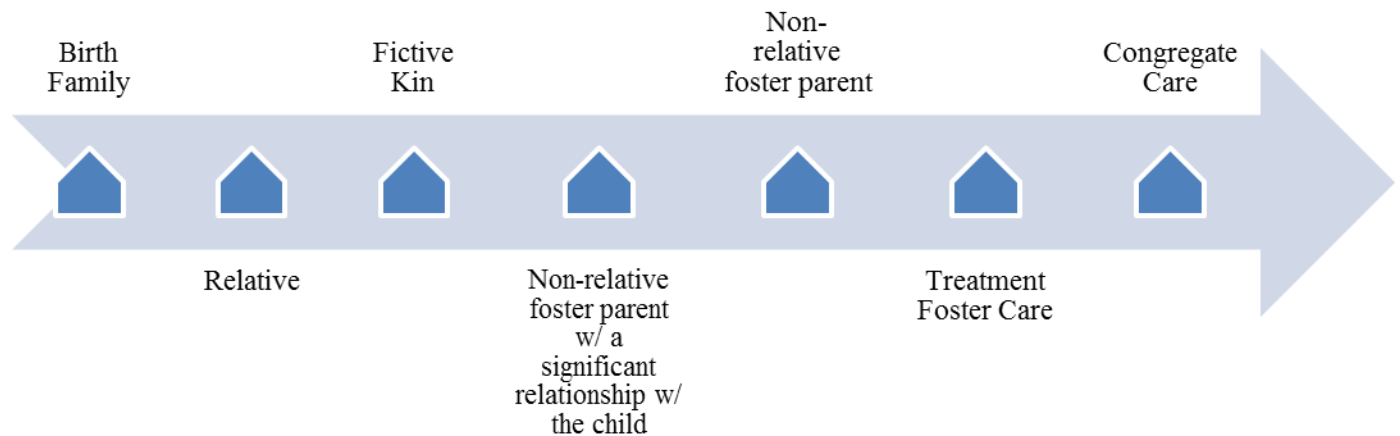 Birth
Family
Relative
Fictive
Kin
Non-relative
foster parent
w/ a
significant
relationship w/
the child
Non-
relative
foster parent
Treatment
Foster Care
Congregate
Care